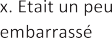 x. Etait un peu
embarrassé